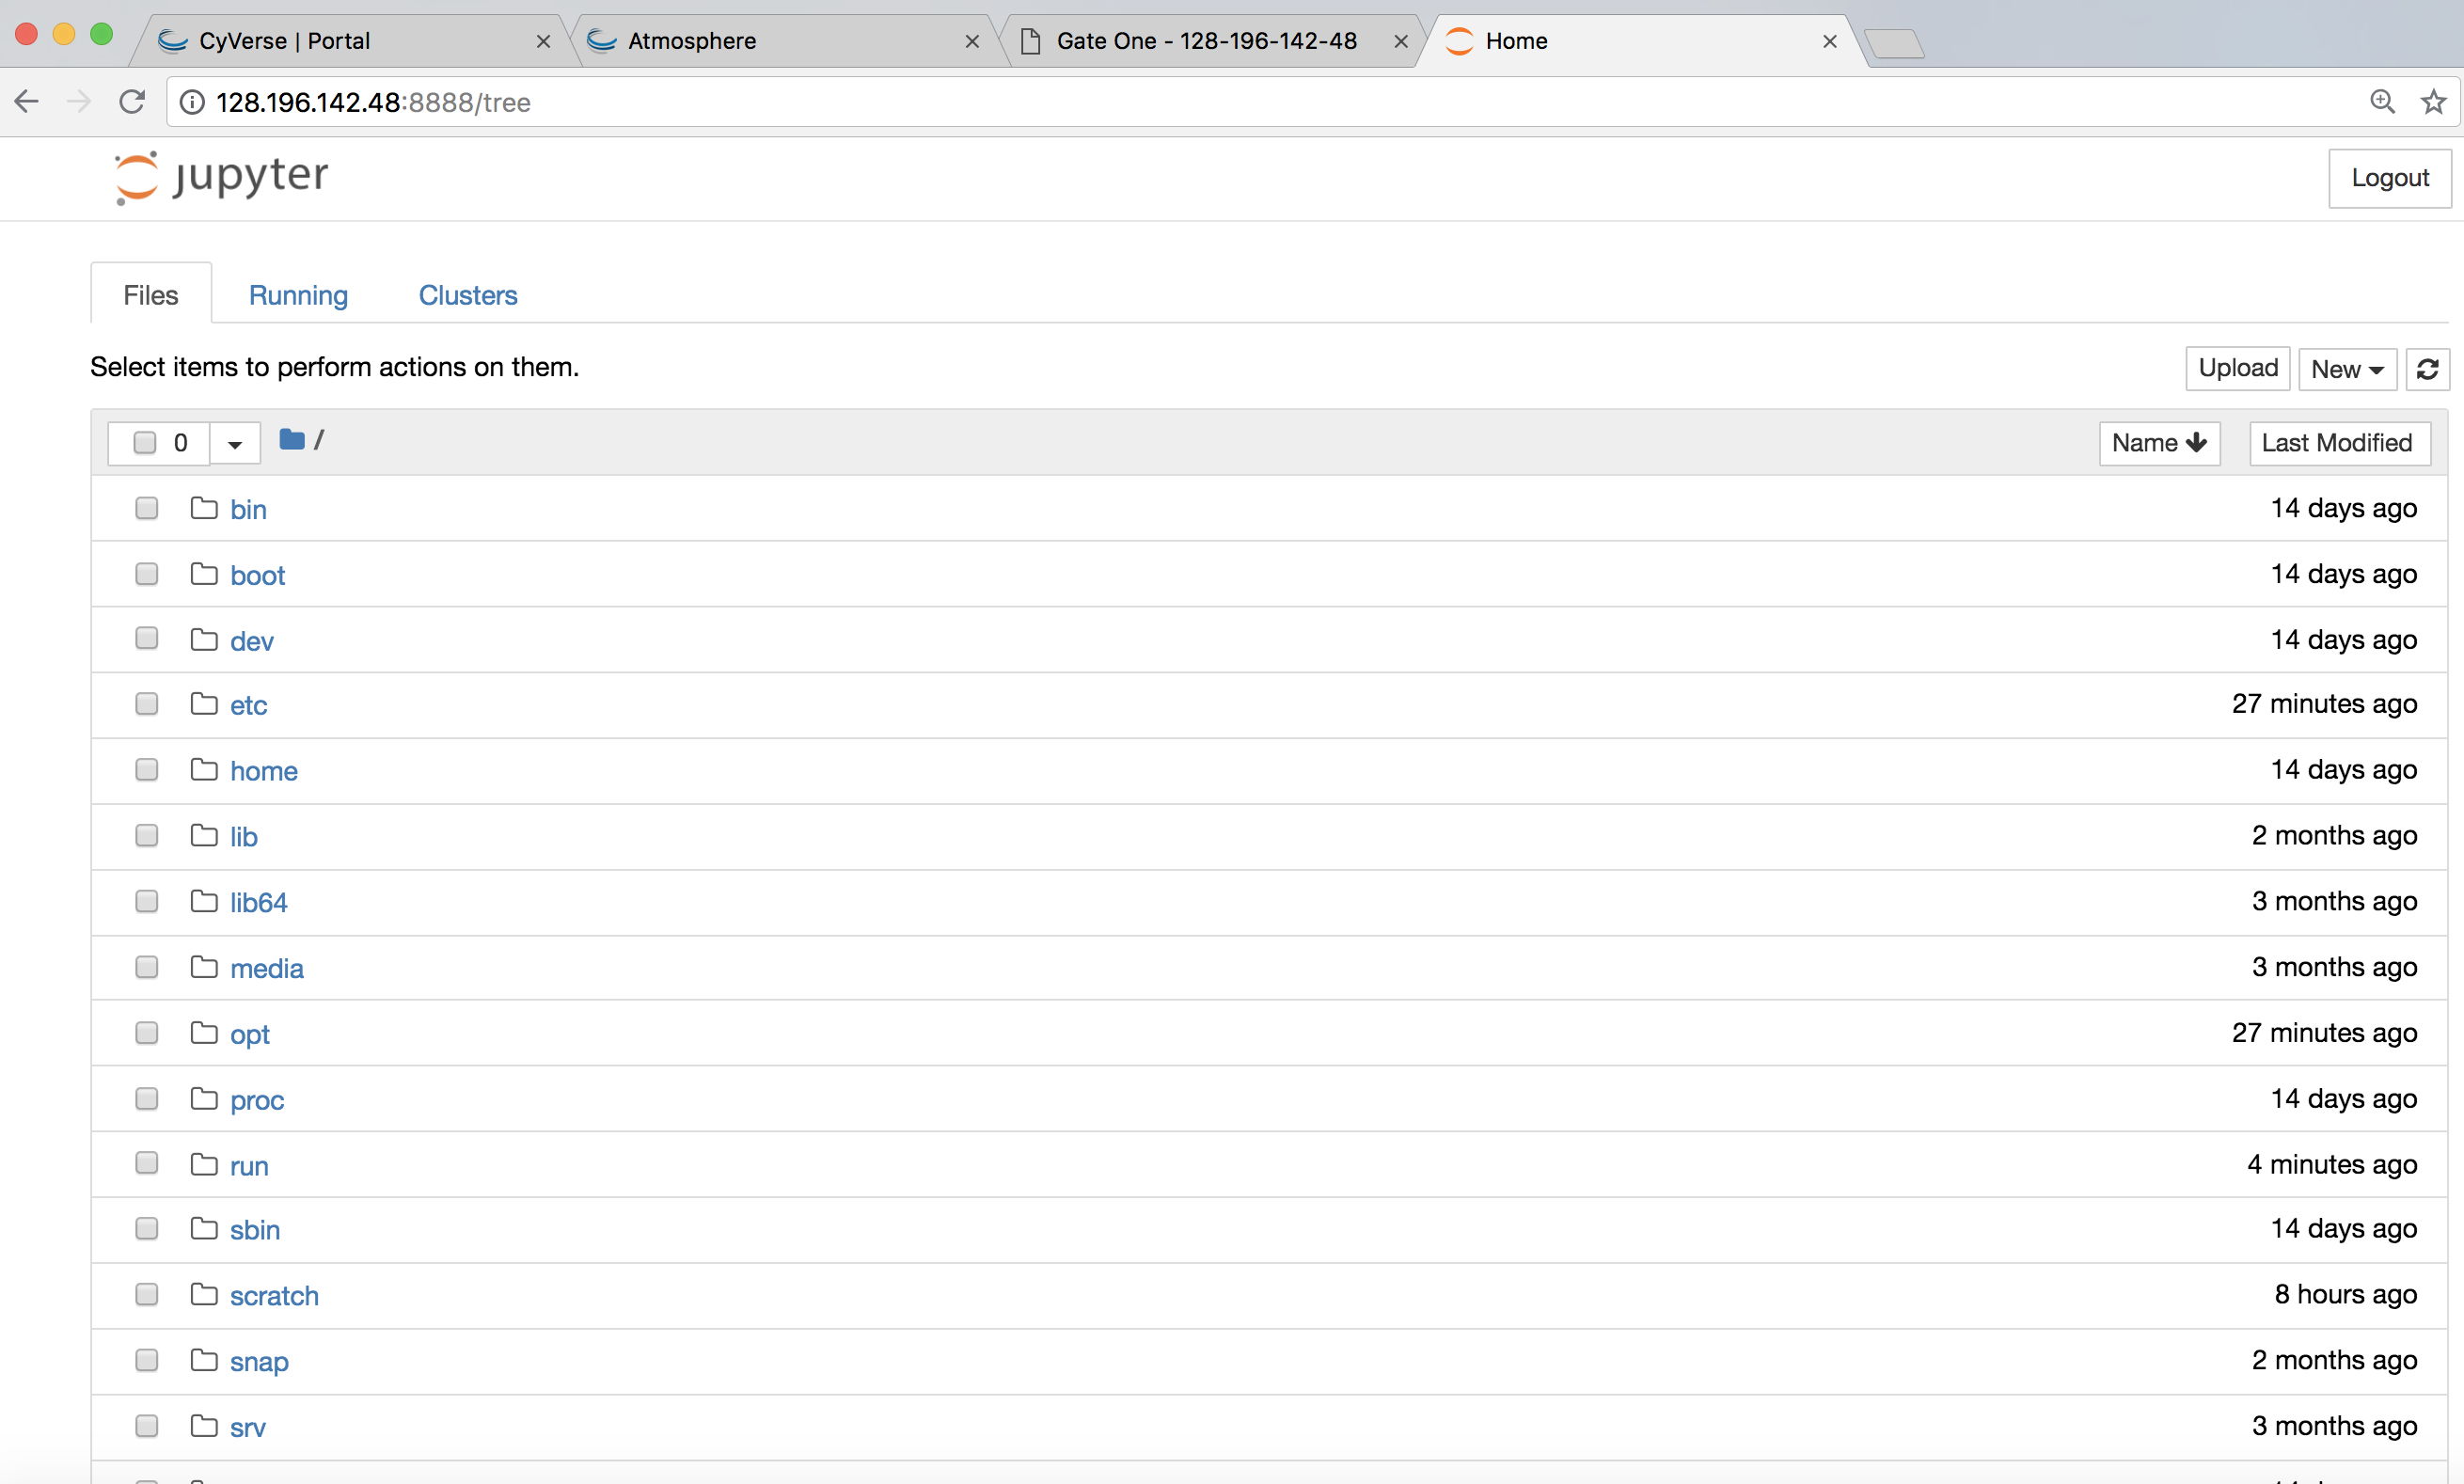 CyVerse | Portal
Atmosphere
Gate One - 128-196-142-48
Home
128.196.142.48:8888/tree
jupyter
Logout
Files
Running
Clusters
Select items to perform actions on them.
Upload
New
0
/
Name
Last Modified
bin 14 days ago
boot 14 days ago
dev 14 days ago
etc 27 minutes ago
home 14 days ago
lib 2 months ago
lib64 3 months ago
media 3 months ago
opt 27 minutes ago
proc 14 days ago
run 4 minutes ago
sbin 14 days ago
scratch 8 hours ago
snap 2 months ago
srv 3 months ago